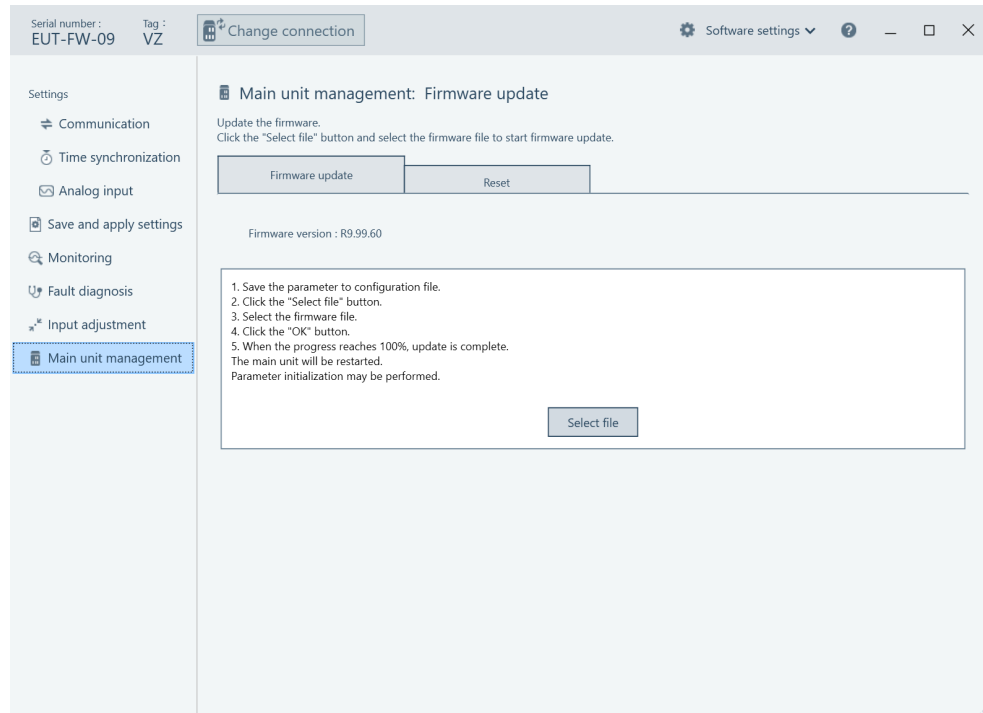 Serial number :
Tag :
EUT-FW-09
VZ
Change connection
Software settings
Settings
Communication
Time synchronization
Analog input
Save and apply settings
Monitoring
Fault diagnosis
Input adjustment
Main unit management
Main unit management: Firmware update
Update the firmware.
Click the "Select file" button and select the firmware file to start firmware update.
Firmware update
Reset
Firmware version : R9.99.60
1. Save the parameter to configuration file.
2. Click the "Select file" button.
3. Select the firmware file.
4. Click the "OK" button.
5. When the progress reaches 100%, update is complete.
The main unit will be restarted.
Parameter initialization may be performed.
Select file